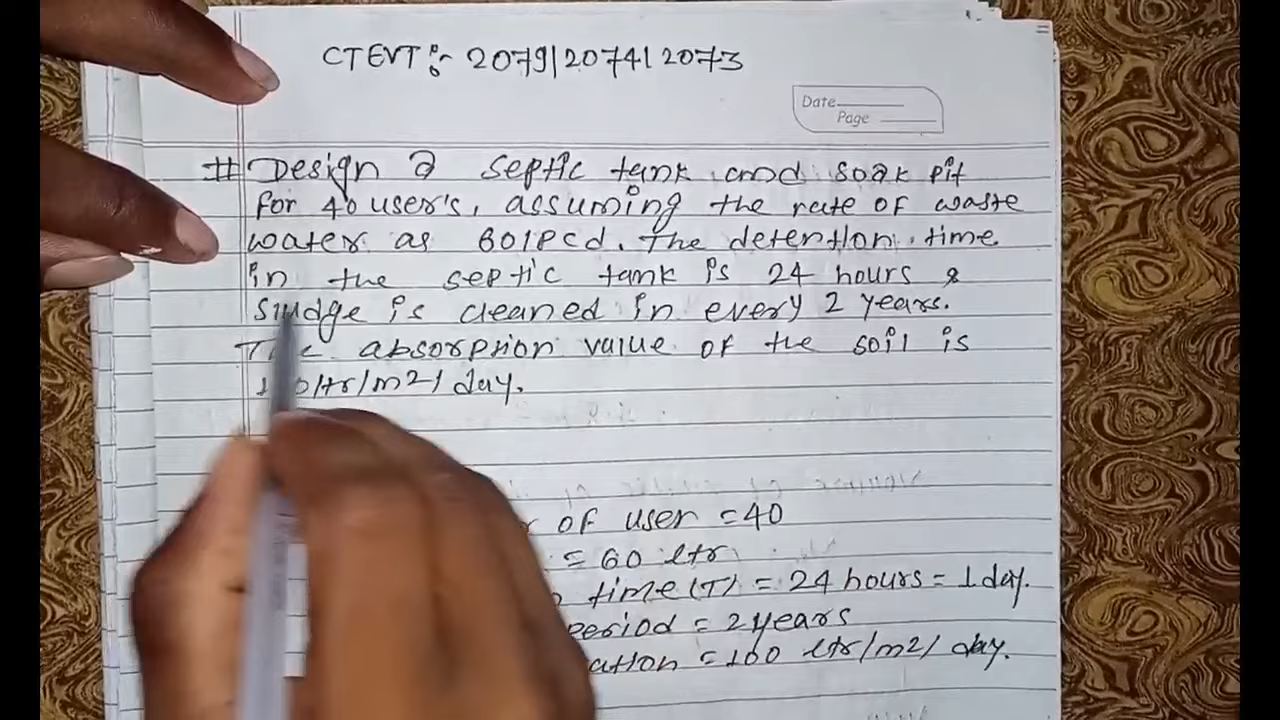 CTEVT:- 2079|2074|2073
Date
Page
# Design a septic tank and soak pit
for 40 user's, assuming the rate of waste
water as 60lpcd. The detention time
in the septic tank is 24 hours &
sludge is cleaned in every 2 years.
The absorption value of the soil is
ltr/m2/day.
of user = 40
= 60 ltr
time (T) = 24 hours = 1 day.
period = 2 years
= 100 ltr/m2/day.